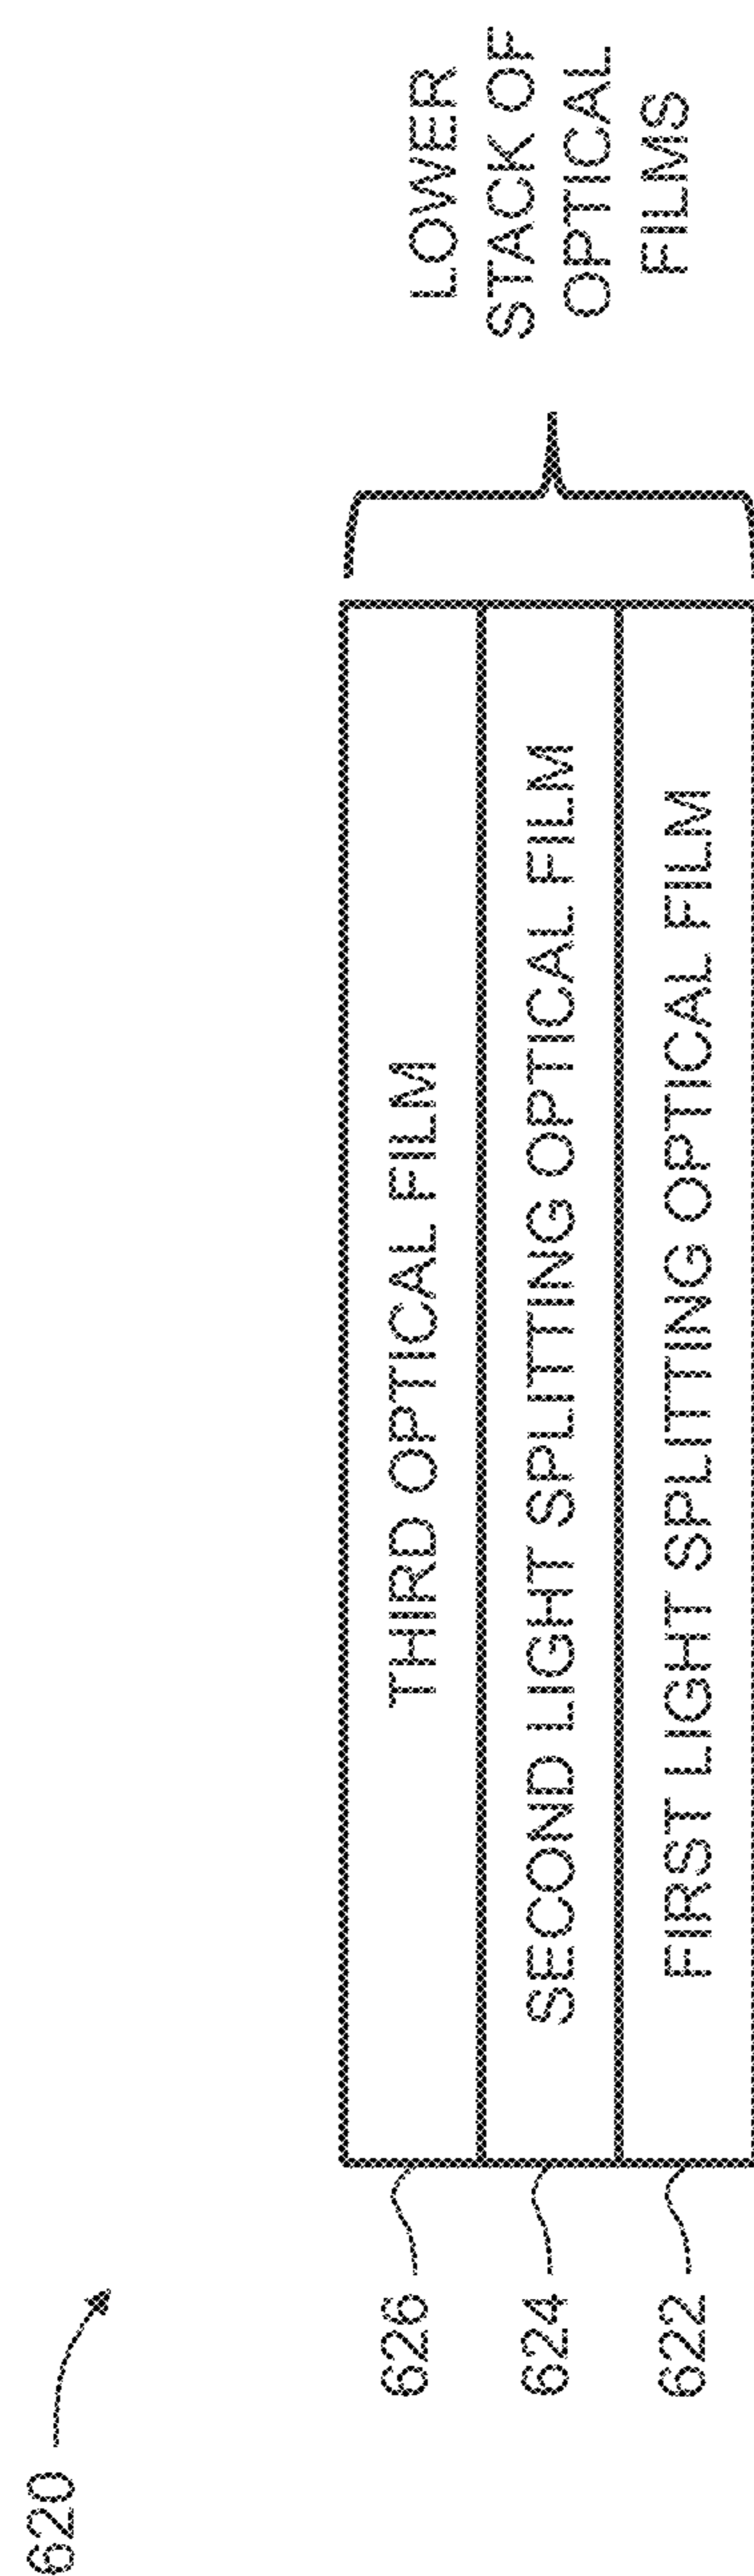 620
626
THIRD OPTICAL FILM
624
SECOND LIGHT SPLITTING OPTICAL FILM
622
FIRST LIGHT SPLITTING OPTICAL FILM
LOWER
STACK OF
OPTICAL
FILMS